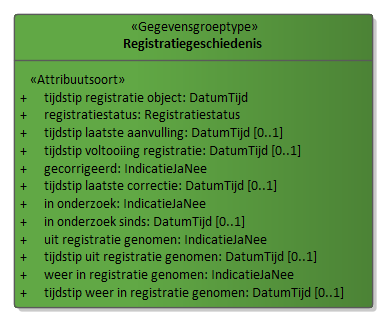 «Gegevensgroeptype»
Registratiegeschiedenis
«Attribuutsoort»
+ tijdstip registratie object: DatumTijd
+ registratiestatus: Registratiestatus
+ tijdstip laatste aanvulling: DatumTijd [0..1]
+ tijdstip voltooiing registratie: DatumTijd [0..1]
+ gecorrigeerd: IndicatieJaNee
+ tijdstip laatste correctie: DatumTijd [0..1]
+ in onderzoek: IndicatieJaNee
+ in onderzoek sinds: DatumTijd [0..1]
+ uit registratie genomen: IndicatieJaNee
+ tijdstip uit registratie genomen: DatumTijd [0..1]
+ weer in registratie genomen: IndicatieJaNee
+ tijdstip weer in registratie genomen: DatumTijd [0..1]